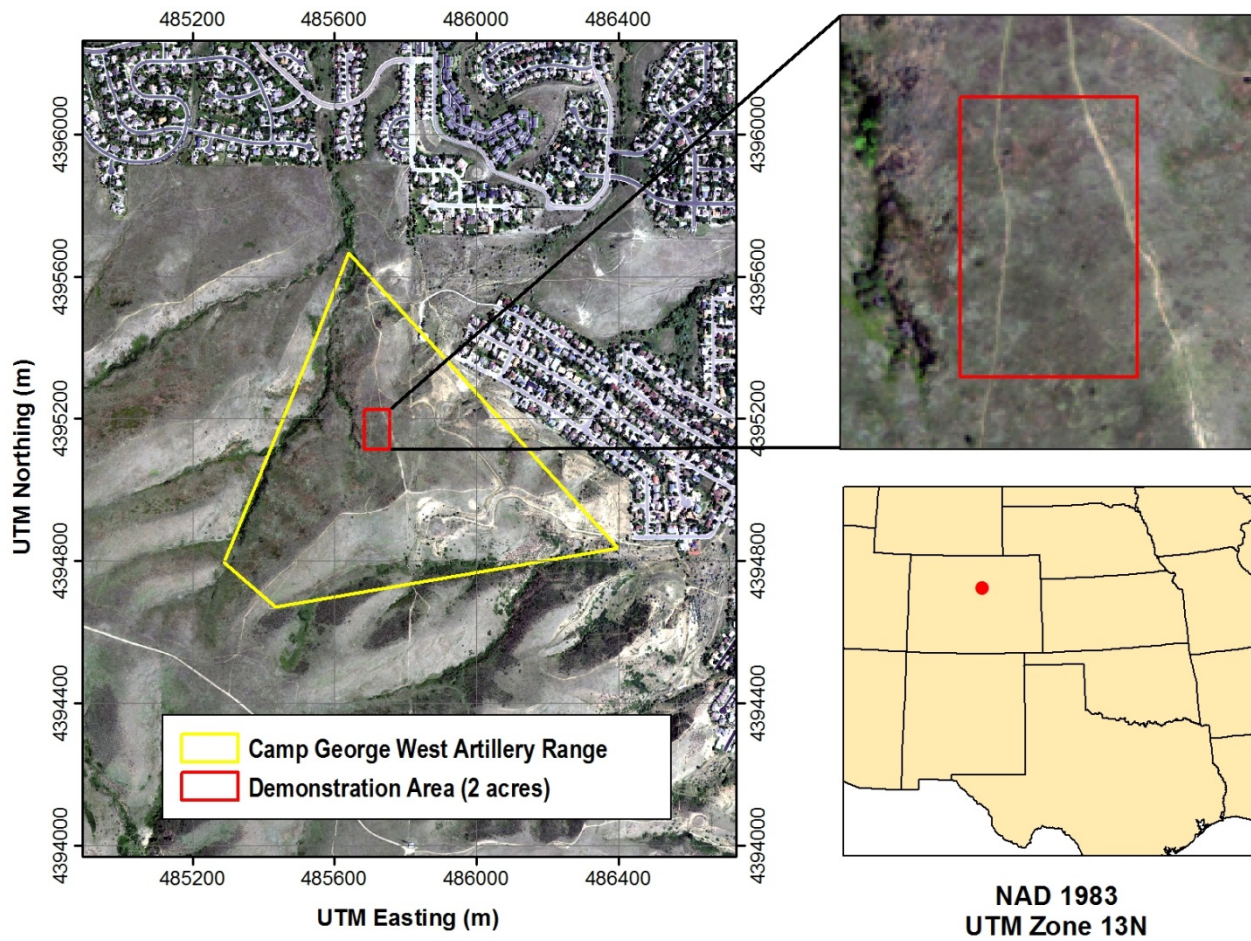 485200 485600 486000 486400
4396000
4395600
4395200
4394800
4394400
4394000
UTM Northing (m)
4396000
4395600
4395200
4394800
4394400
4394000
Camp George West Artillery Range
Demonstration Area (2 acres)
485200 485600 486000 486400
UTM Easting (m)
NAD 1983
UTM Zone 13N